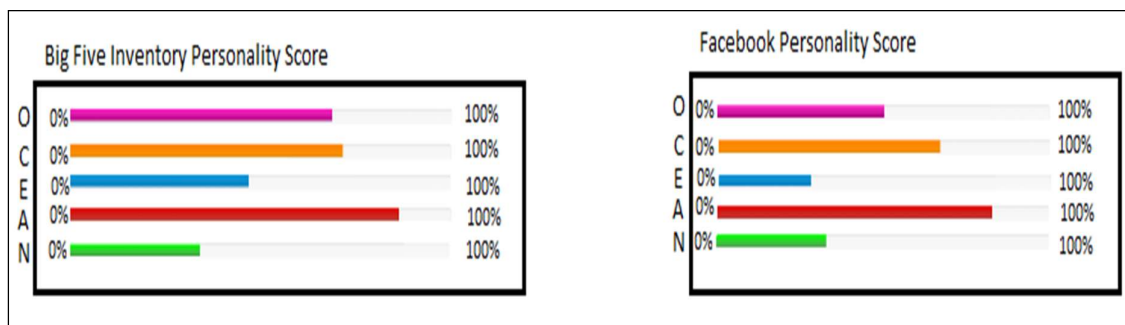 Big Five Inventory Personality Score
O 0% 100%
C 0% 100%
E 0% 100%
A 0% 100%
N 0% 100%
Facebook Personality Score
O 0% 100%
C 0% 100%
E 0% 100%
A 0% 100%
N 0% 100%